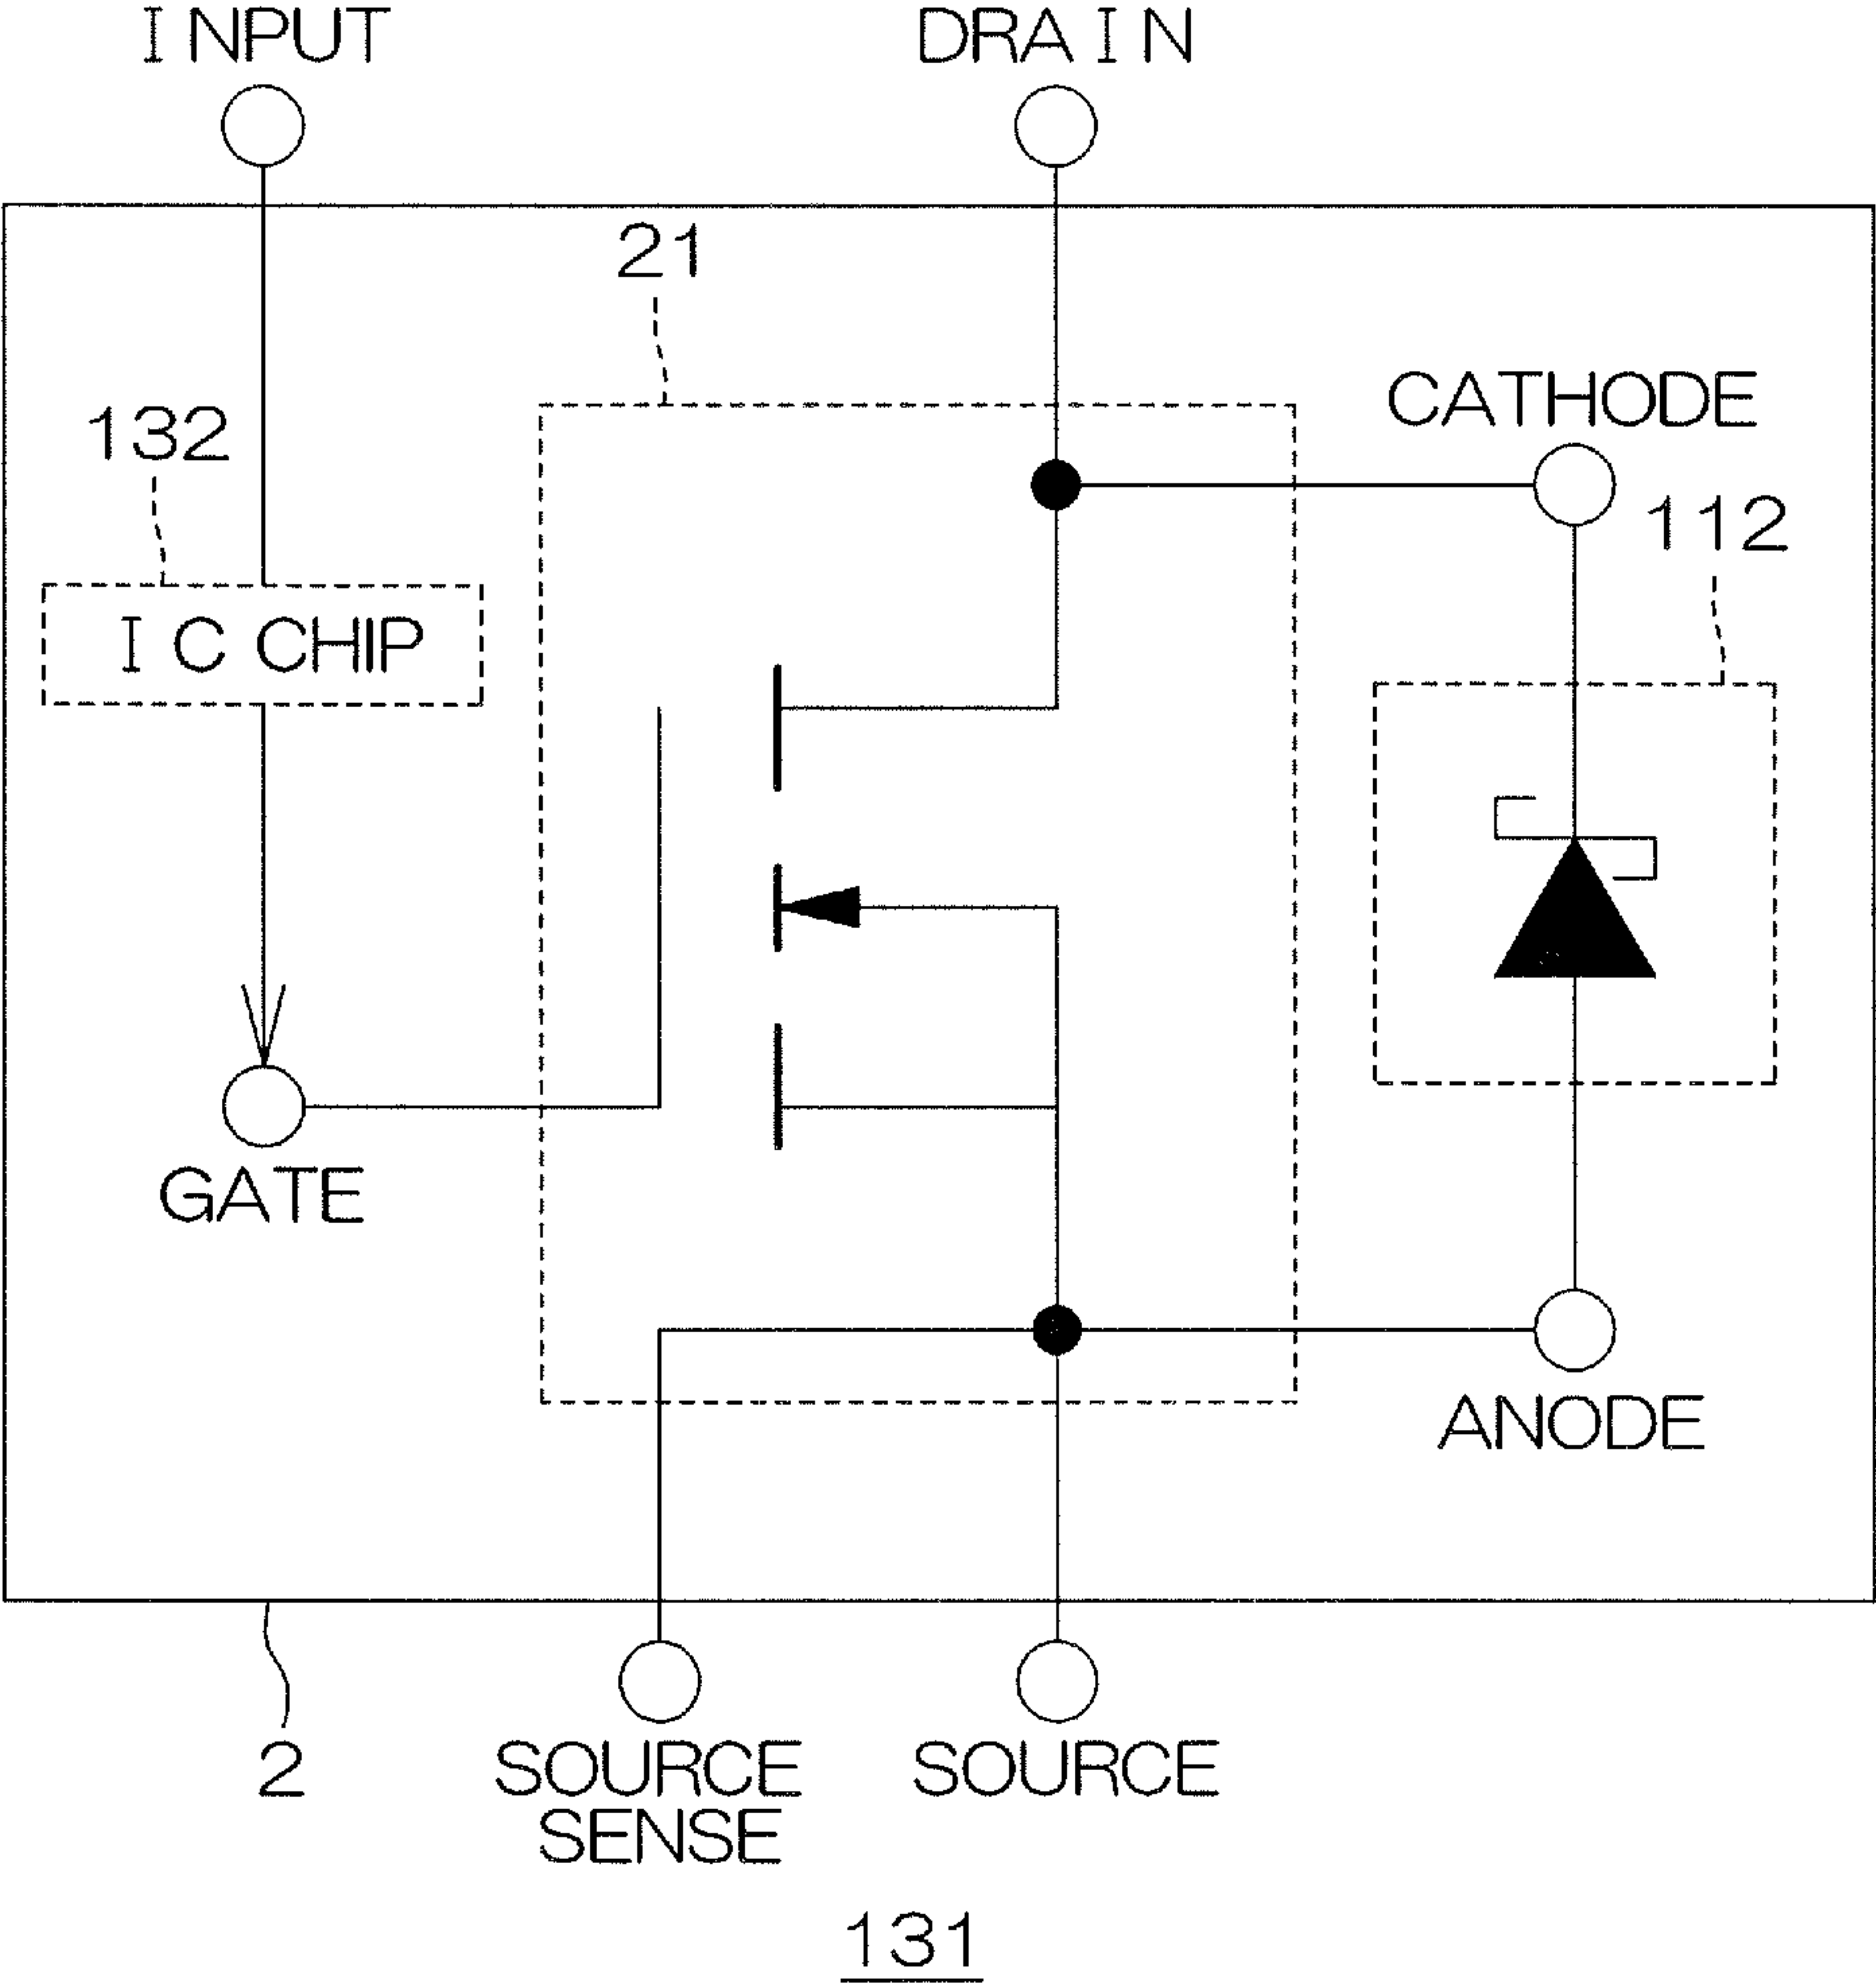 INPUT
DRAIN
21
CATHODE
132
112
IC CHIP
GATE
ANODE
2
SOURCE
SENSE
SOURCE
131